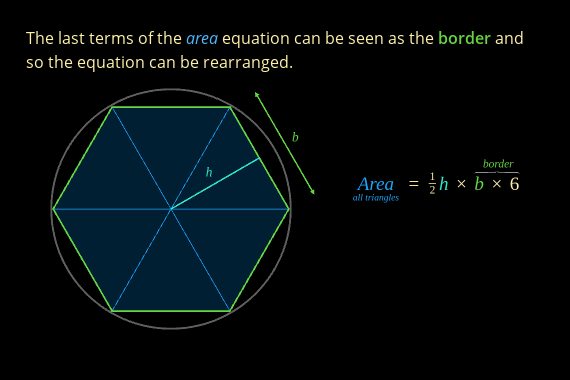 The last terms of the area equation can be seen as the border and
so the equation can be rearranged.
b
h
border
Area = ½ h × b × 6
all triangles